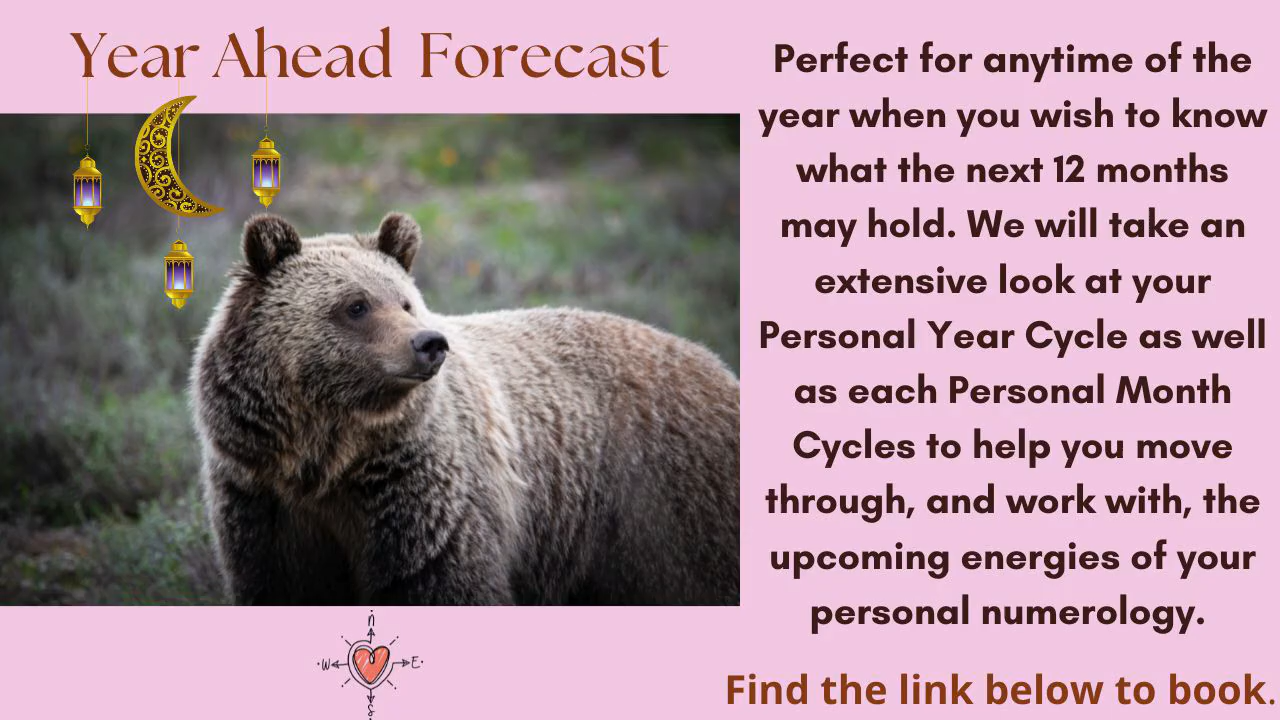 Year Ahead Forecast
Perfect for anytime of the
year when you wish to know
what the next 12 months
may hold. We will take an
extensive look at your
Personal Year Cycle as well
as each Personal Month
Cycles to help you move
through, and work with, the
upcoming energies of your
personal numerology.
n
W E
S
Find the link below to book.